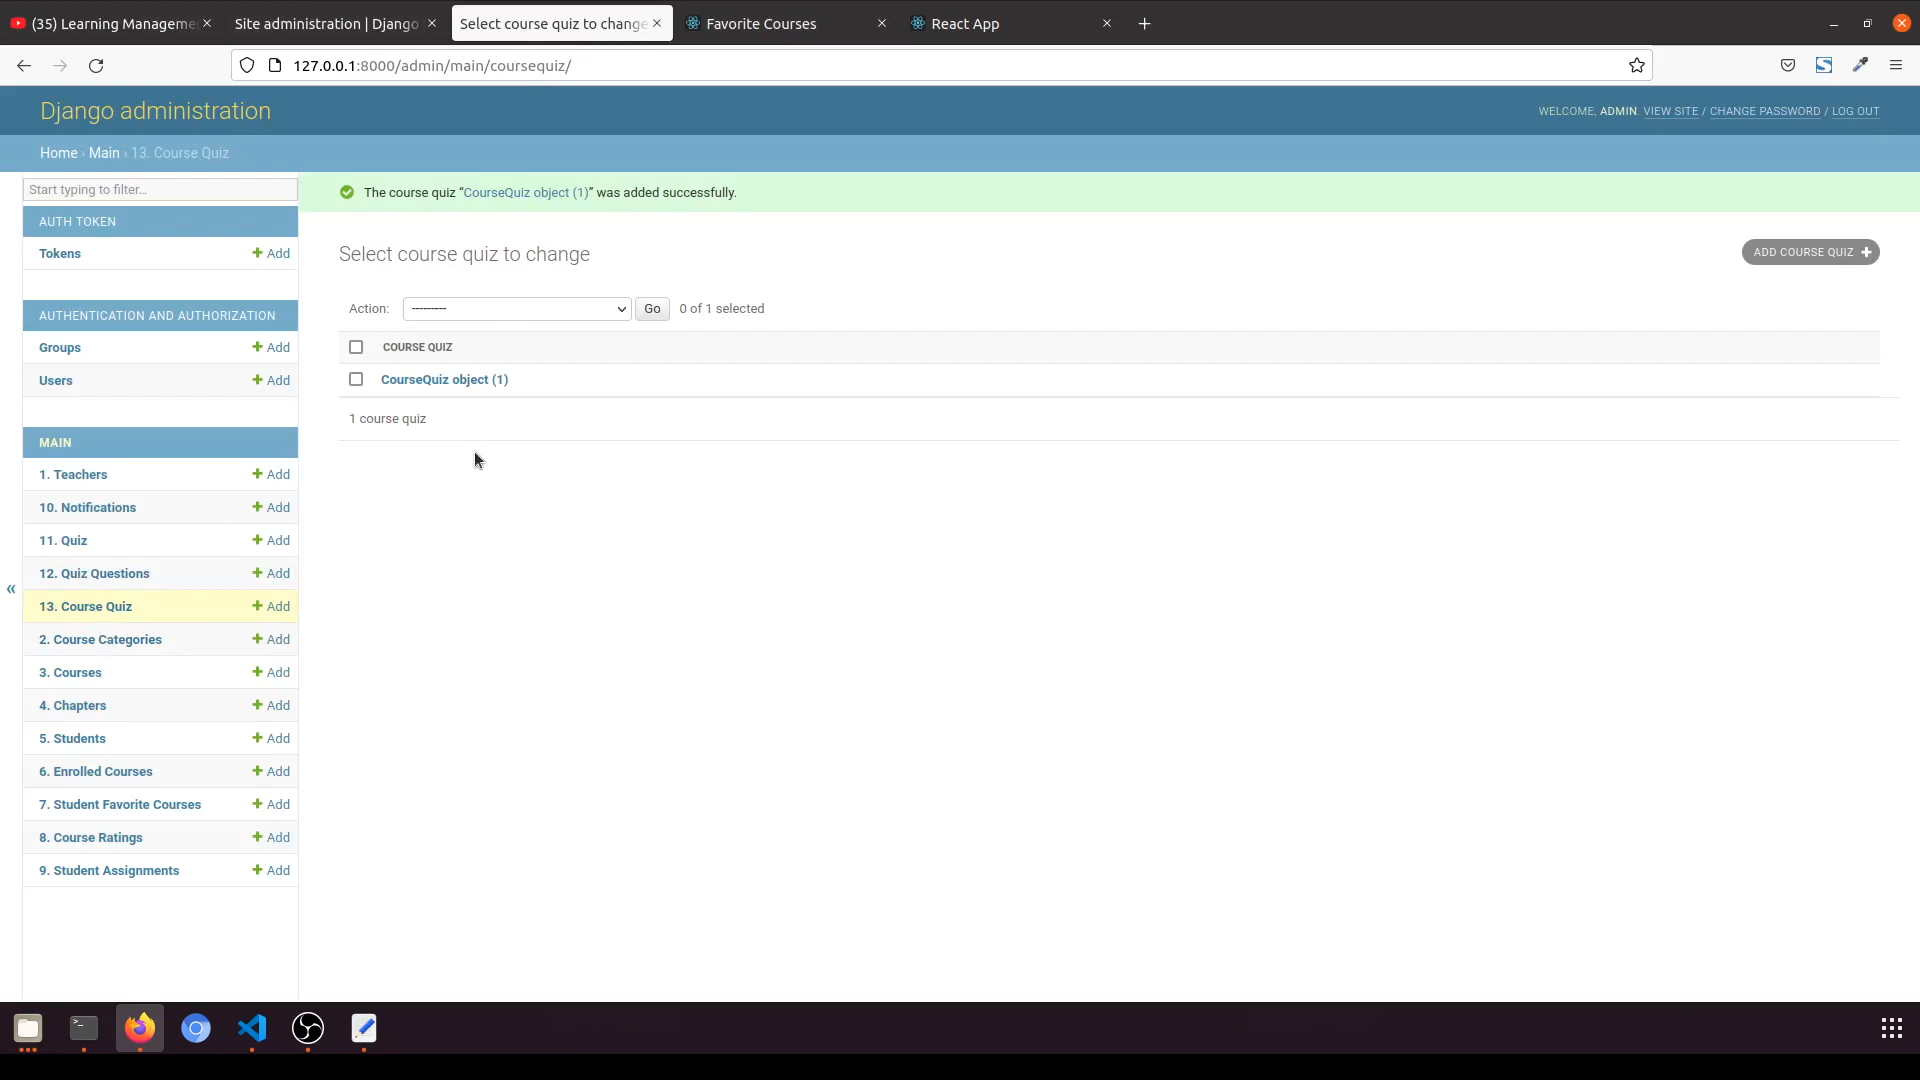 (35) Learning Manageme
Site administration | Django
Select course quiz to change
Favorite Courses
React App
127.0.0.1:8000/admin/main/coursequiz/
Django administration
WELCOME, ADMIN. VIEW SITE / CHANGE PASSWORD / LOG OUT
Home › Main › 13. Course Quiz
Start typing to filter...
AUTH TOKEN
Tokens
Add
AUTHENTICATION AND AUTHORIZATION
Groups
Add
Users
Add
MAIN
1. Teachers
Add
10. Notifications
Add
11. Quiz
Add
12. Quiz Questions
Add
13. Course Quiz
Add
2. Course Categories
Add
3. Courses
Add
4. Chapters
Add
5. Students
Add
6. Enrolled Courses
Add
7. Student Favorite Courses
Add
8. Course Ratings
Add
9. Student Assignments
Add
«
The course quiz “CourseQuiz object (1)” was added successfully.
Select course quiz to change
ADD COURSE QUIZ
Action:
---------
Go
0 of 1 selected
COURSE QUIZ
CourseQuiz object (1)
1 course quiz